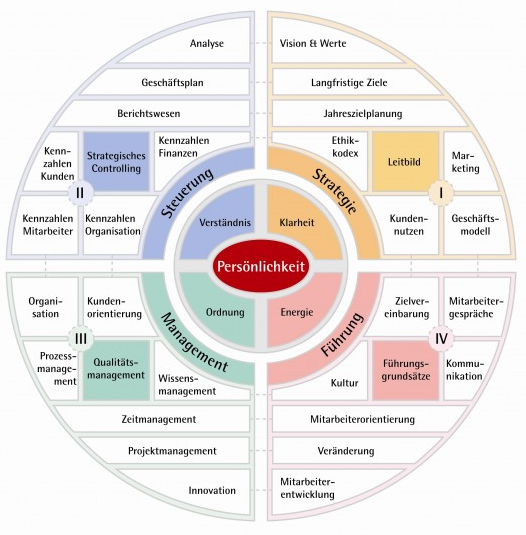 Analyse
Vision & Werte
Geschäftsplan
Langfristige Ziele
Berichtswesen
Jahreszielplanung
Kenn-
zahlen
Kunden
Strategisches
Controlling
Kennzahlen
Finanzen
Ethik-
kodex
Leitbild
Mar-
keting
II
I
Kennzahlen
Mitarbeiter
Kennzahlen
Organisation
Steuerung
Strategie
Kunden-
nutzen
Geschäfts-
modell
Verständnis
Klarheit
Persönlichkeit
Ordnung
Energie
Organi-
sation
Kunden-
orientierung
Management
Führung
Zielver-
einbarung
Mitarbeiter-
gespräche
III
IV
Prozess-
manage-
ment
Qualitäts-
management
Wissens-
management
Kultur
Führungs-
grundsätze
Kommu-
nikation
Zeitmanagement
Mitarbeiterorientierung
Projektmanagement
Veränderung
Innovation
Mitarbeiter-
entwicklung